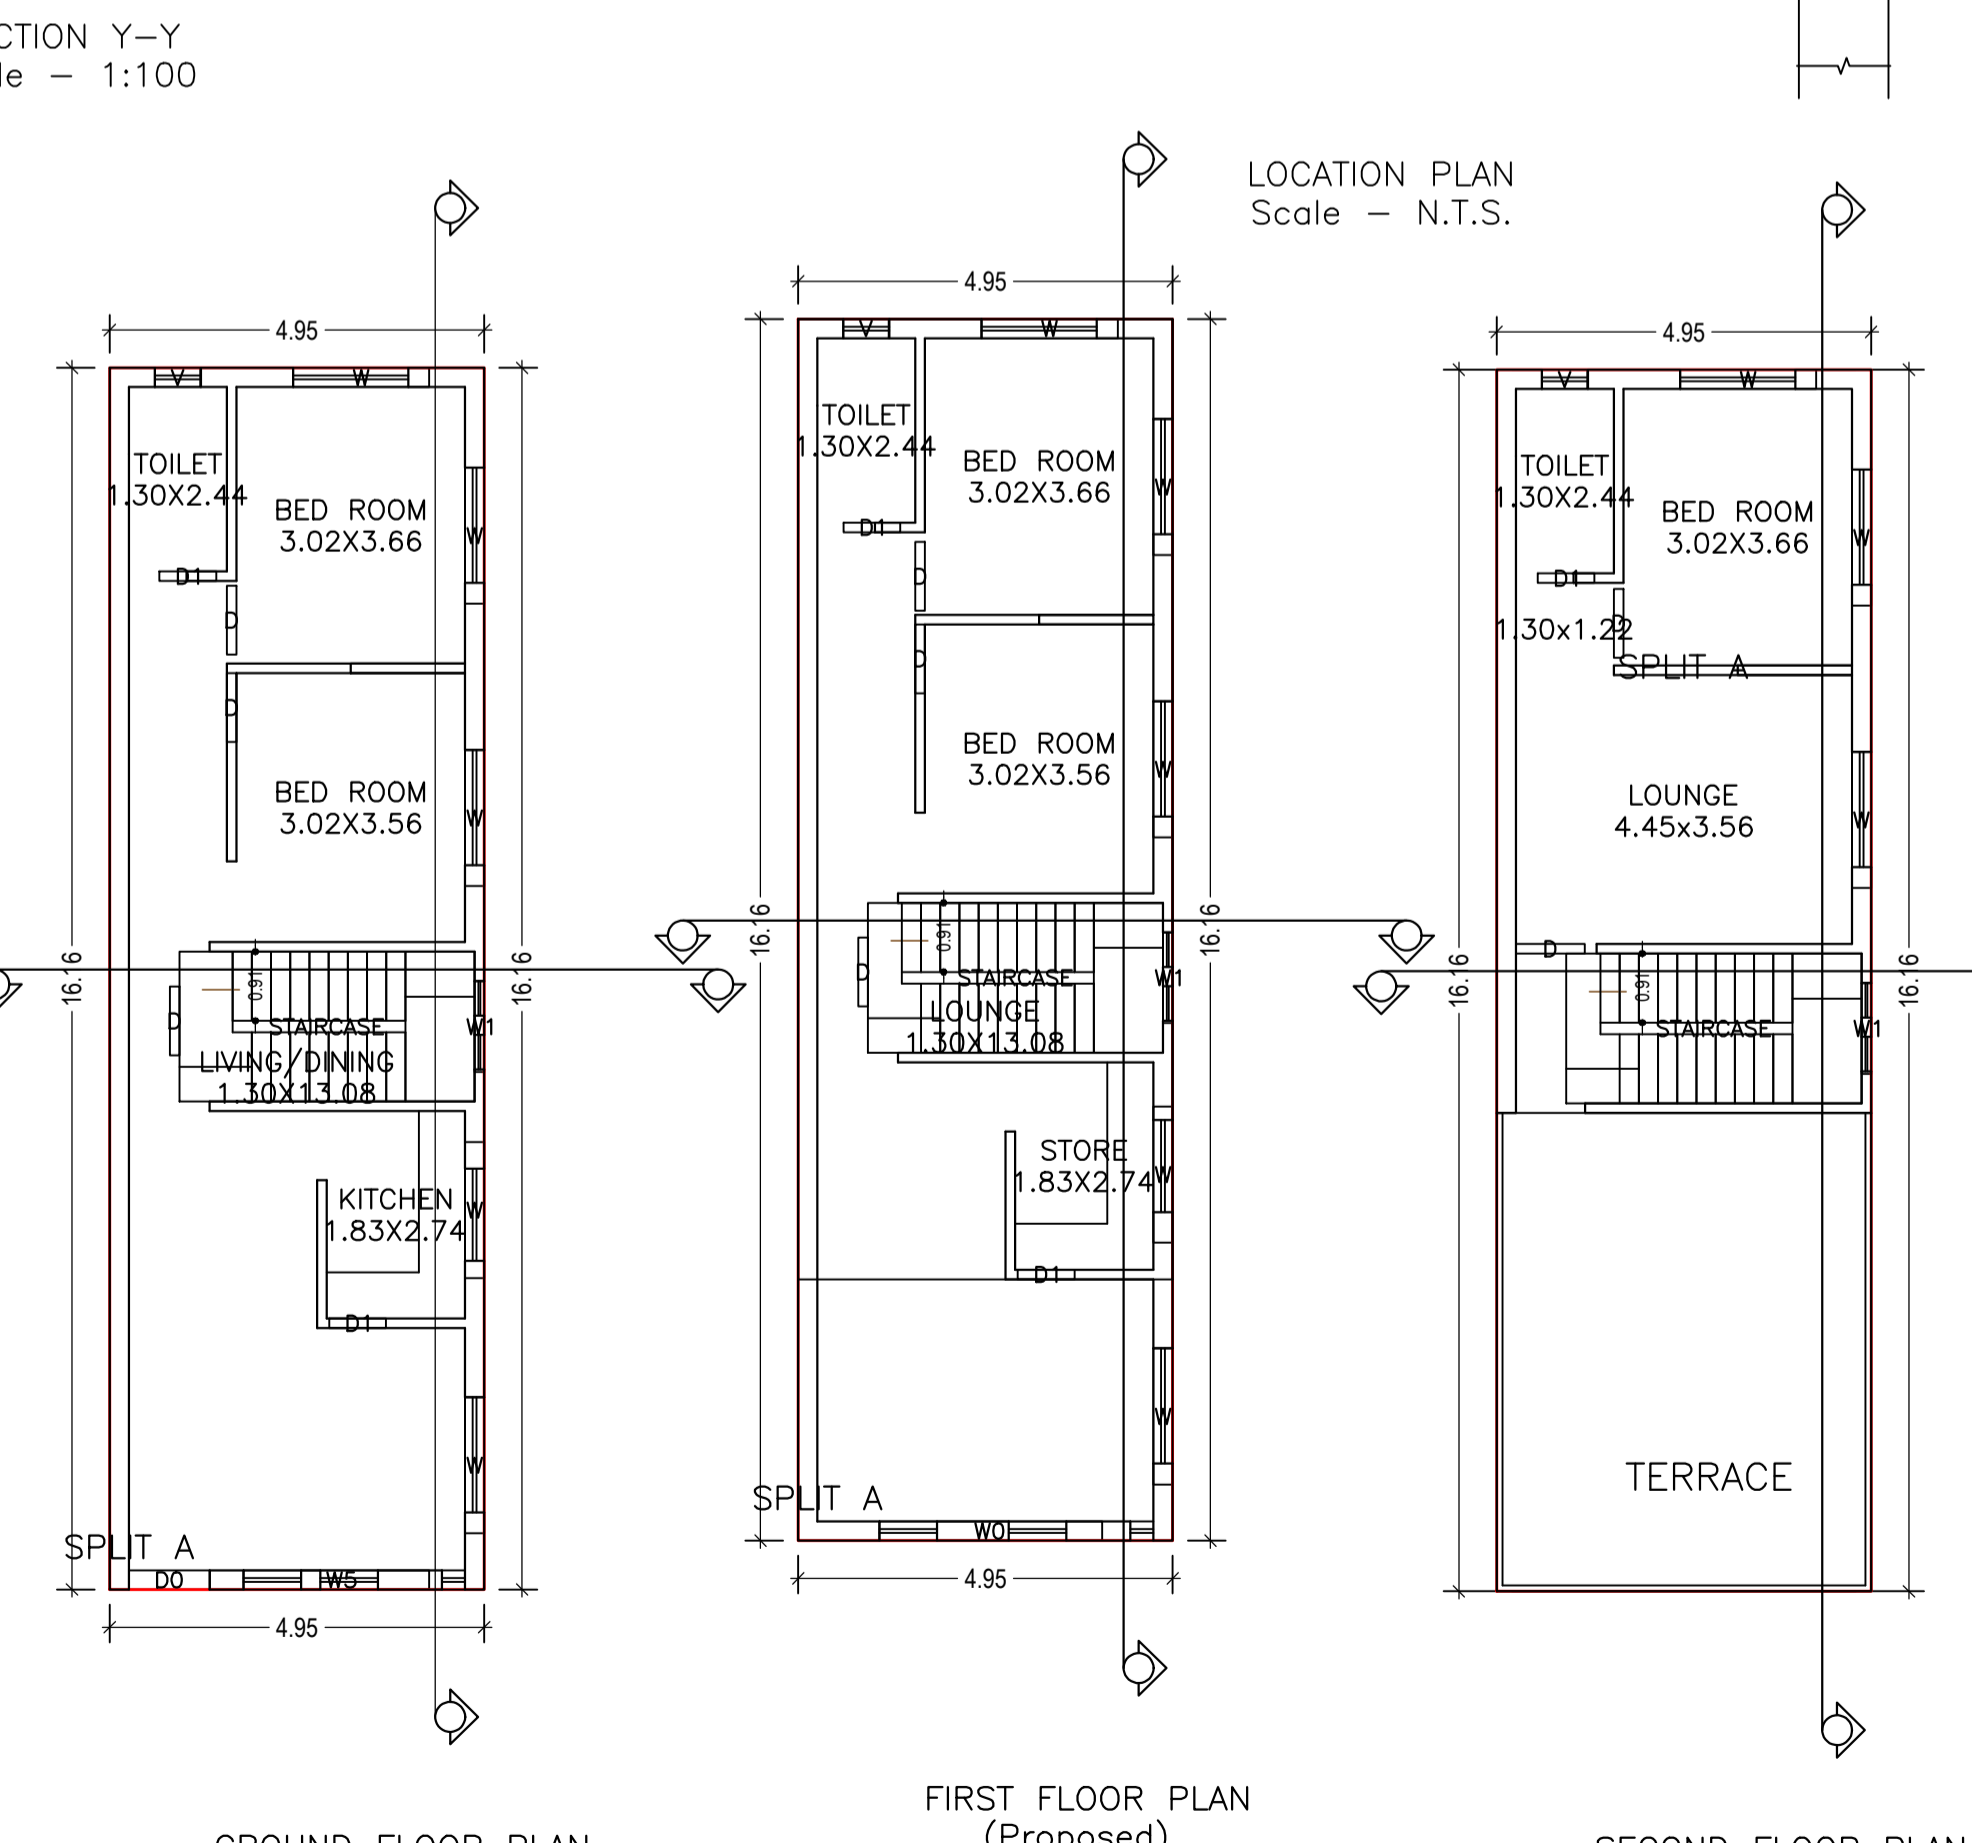 CTION Y-Y
le - 1:100
LOCATION PLAN
Scale - N.T.S.
4.95
V
W
TOILET
1.30X2.44
BED ROOM
3.02X3.66
W
D1
D
D
BED ROOM
3.02X3.56
W
16.16
16.16
0.91
STAIRCASE
D
W1
LIVING/DINING
1.30X13.08
KITCHEN
1.83X2.74
W
D1
W
SPLIT A
D0
W5
4.95
GROUND FLOOR PLAN
4.95
V
W
TOILET
1.30X2.44
BED ROOM
3.02X3.66
W
D1
D
D
BED ROOM
3.02X3.56
W
16.16
16.16
0.91
D
STAIRCASE
W1
LOUNGE
1.30X13.08
STORE
1.83X2.74
W
D1
W
SPLIT A
W0
4.95
FIRST FLOOR PLAN
(Proposed)
4.95
V
W
TOILET
1.30X2.44
BED ROOM
3.02X3.66
W
D1
D
1.30x1.22
SPLIT A
LOUNGE
4.45x3.56
W
D
16.16
16.16
0.91
STAIRCASE
W1
TERRACE
SECOND FLOOR PLAN